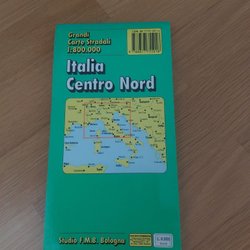 Grandi
Carte Stradali
1:800.000
Italia
Centro Nord
Studio F.M.B. Bologna